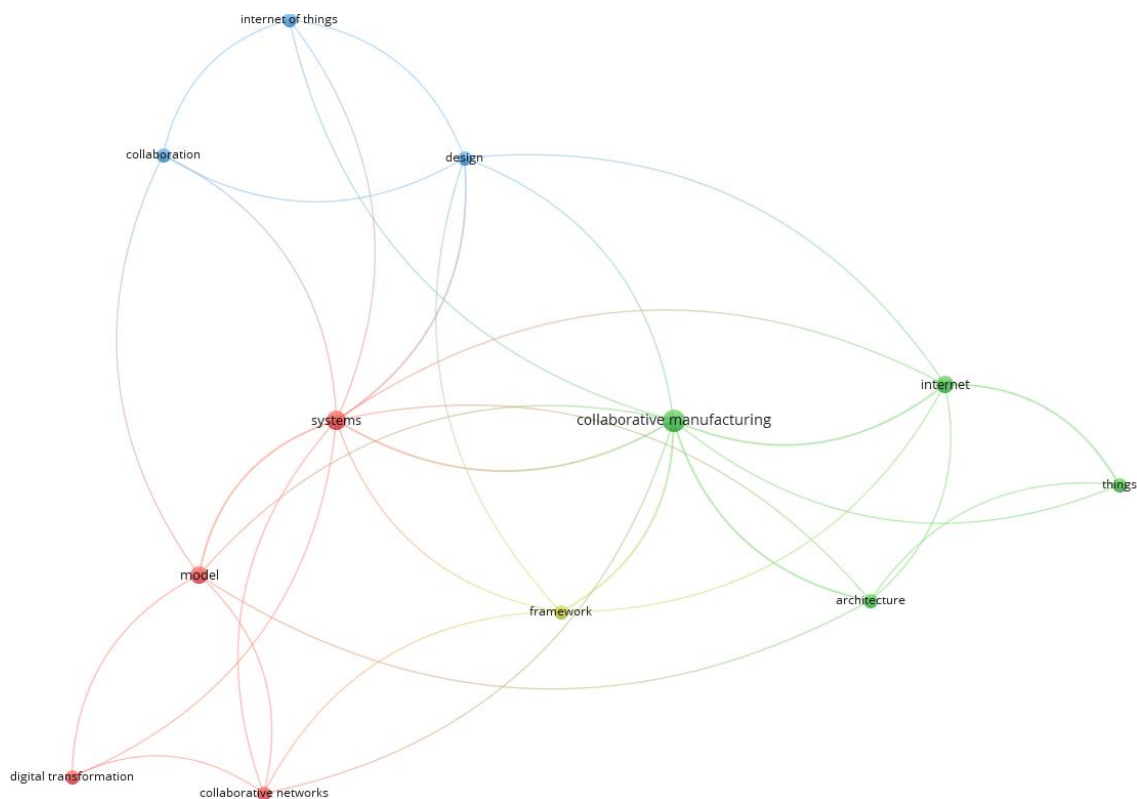 internet of things
collaboration
design
internet
systems
collaborative manufacturing
things
model
architecture
framework
digital transformation
collaborative networks